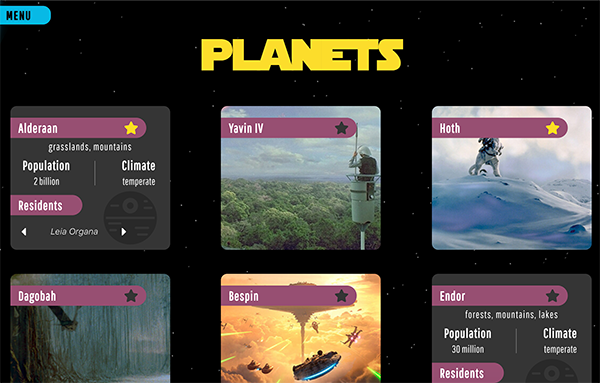 MENU
PLANETS
Alderaan
grasslands, mountains
Population Climate
2 billion temperate
Residents
Leia Organa
Yavin IV
Hoth
Dagobah
Bespin
Endor
forests, mountains, lakes
Population Climate
30 million temperate
Residents